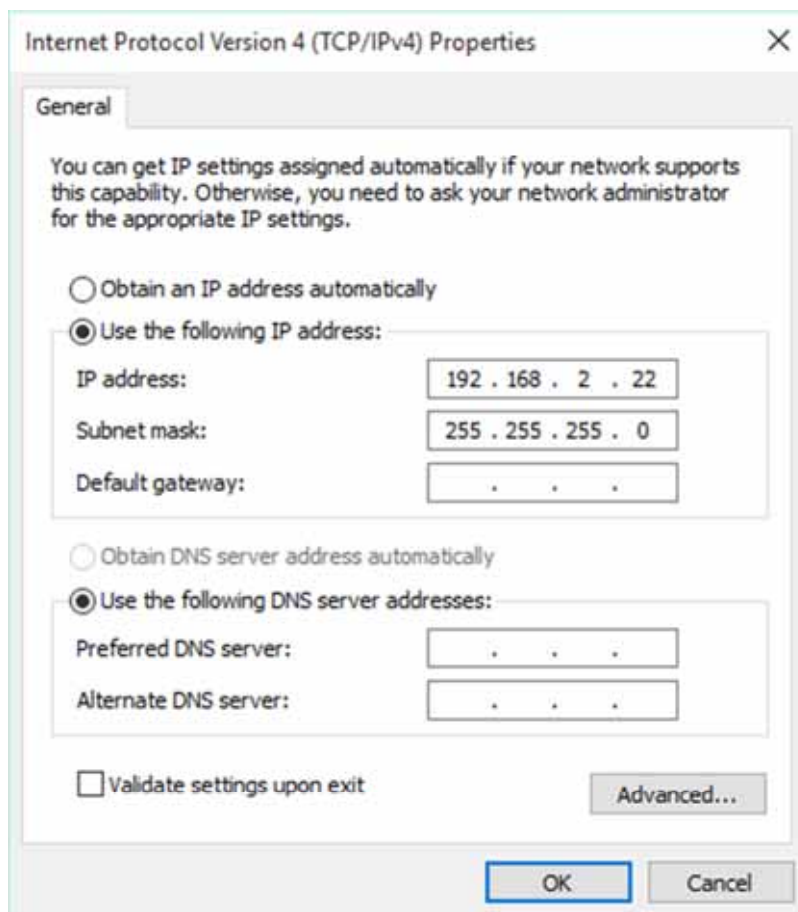 Internet Protocol Version 4 (TCP/IPv4) Properties
General
You can get IP settings assigned automatically if your network supports
this capability. Otherwise, you need to ask your network administrator
for the appropriate IP settings.
Obtain an IP address automatically
Use the following IP address:
IP address: 192 . 168 . 2 . 22
Subnet mask: 255 . 255 . 255 . 0
Default gateway: . . .
Obtain DNS server address automatically
Use the following DNS server addresses:
Preferred DNS server: . . .
Alternate DNS server: . . .
Validate settings upon exit
Advanced...
OK Cancel